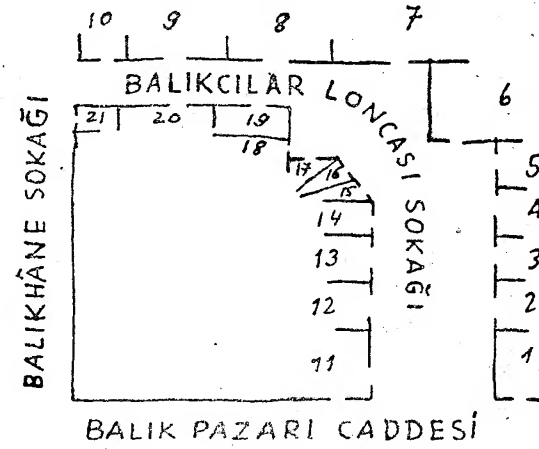 10 9 8 7
BALIKCILAR LONCASI SOKAĞI
6
5
4
3
2
1
21 20 19
18
17 16 15
14
13
12
11
BALIKHÂNE SOKAĞI
BALIK PAZARI CADDESİ